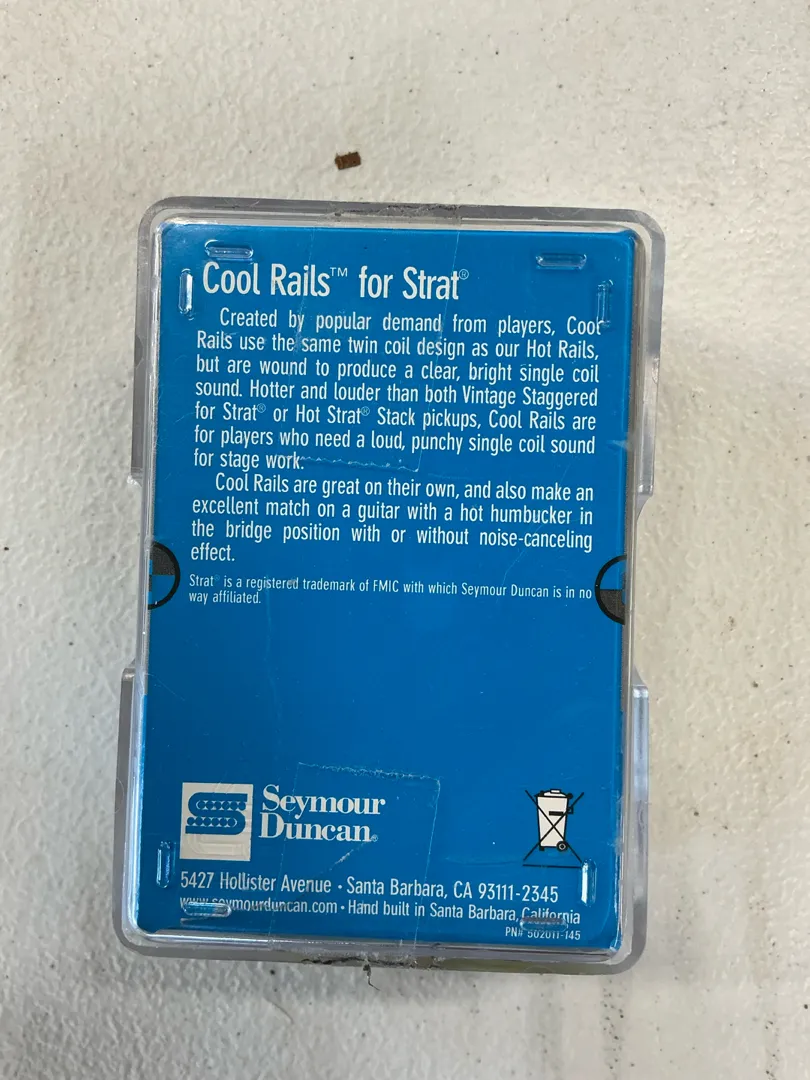 Cool Rails™ for Strat®
Created by popular demand from players, Cool
Rails use the same twin coil design as our Hot Rails,
but are wound to produce a clear, bright single coil
sound. Hotter and louder than both Vintage Staggered
for Strat® or Hot Strat® Stack pickups, Cool Rails are
for players who need a loud, punchy single coil sound
for stage work.
Cool Rails are great on their own, and also make an
excellent match on a guitar with a hot humbucker in
the bridge position with or without noise-canceling
effect.
Strat® is a registered trademark of FMIC with which Seymour Duncan is in no
way affiliated.
Seymour
Duncan®
5427 Hollister Avenue • Santa Barbara, CA 93111-2345
www.seymourduncan.com • Hand built in Santa Barbara, California
PN# 502011-145